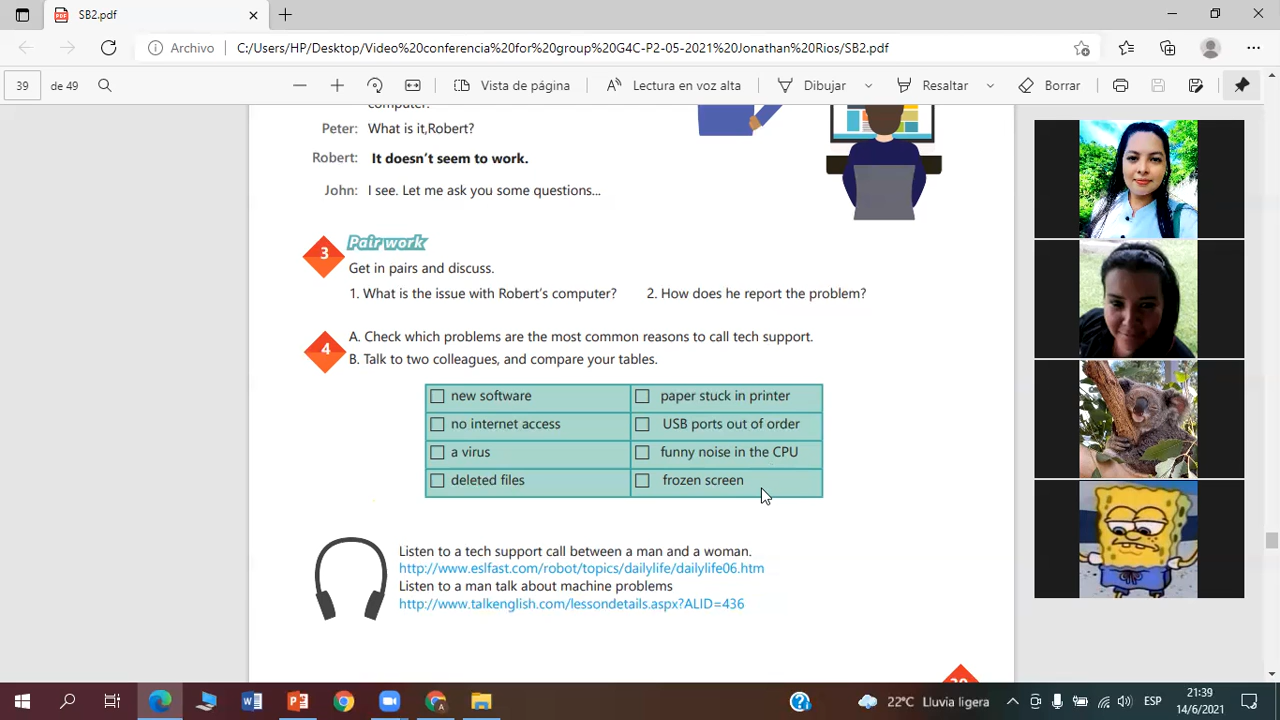 SB2.pdf
Archivo
C:/Users/HP/Desktop/Video%20conferencia%20for%20group%20G4C-P2-05-2021%20Jonathan%20Rios/SB2.pdf
39 de 49
Vista de página
Lectura en voz alta
Dibujar
Resaltar
Borrar
computer.
Peter: What is it,Robert?
Robert: It doesn't seem to work.
John: I see. Let me ask you some questions...
3 Pair work
Get in pairs and discuss.
1. What is the issue with Robert's computer? 2. How does he report the problem?
4 A. Check which problems are the most common reasons to call tech support.
B. Talk to two colleagues, and compare your tables.
new software paper stuck in printer
no internet access USB ports out of order
a virus funny noise in the CPU
deleted files frozen screen
Listen to a tech support call between a man and a woman.
http://www.eslfast.com/robot/topics/dailylife/dailylife06.htm
Listen to a man talk about machine problems
http://www.talkenglish.com/lessondetails.aspx?ALID=436
22°C Lluvia ligera
ESP
21:39
14/6/2021